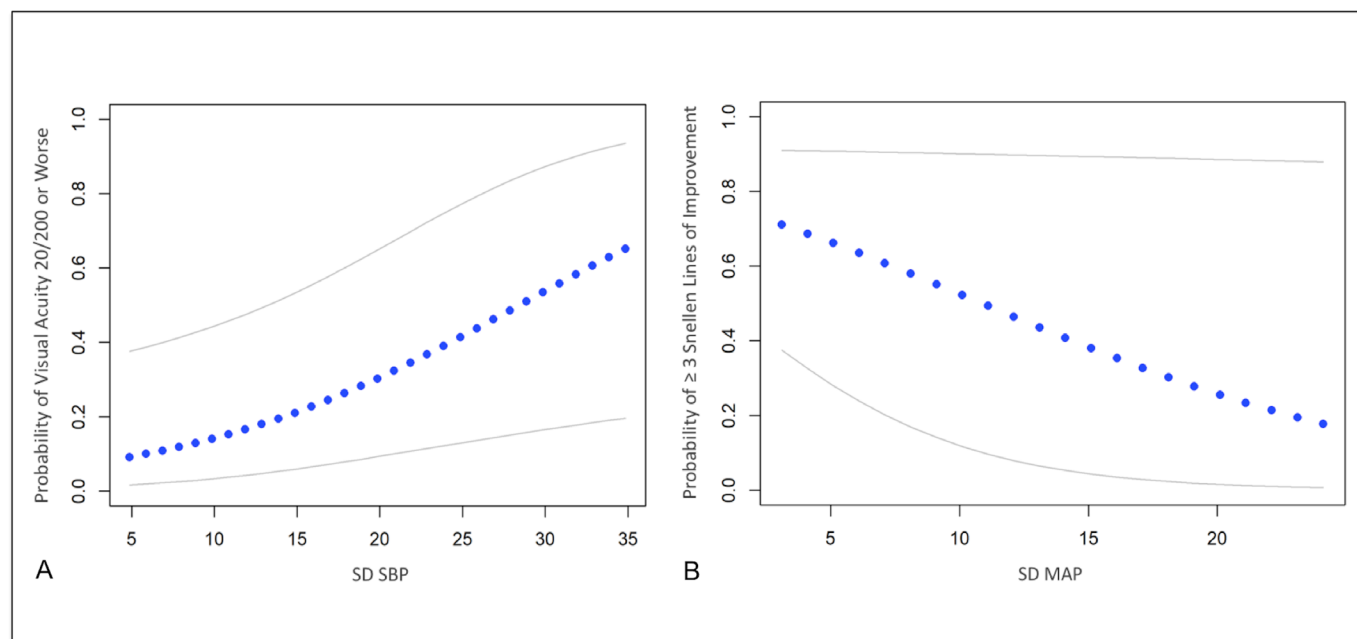 Probability of Visual Acuity 20/200 or Worse
1.0
0.8
0.6
0.4
0.2
0.0
5 10 15 20 25 30 35
SD SBP
A
Probability of ≥ 3 Snellen Lines of Improvement
1.0
0.8
0.6
0.4
0.2
0.0
5 10 15 20
SD MAP
B